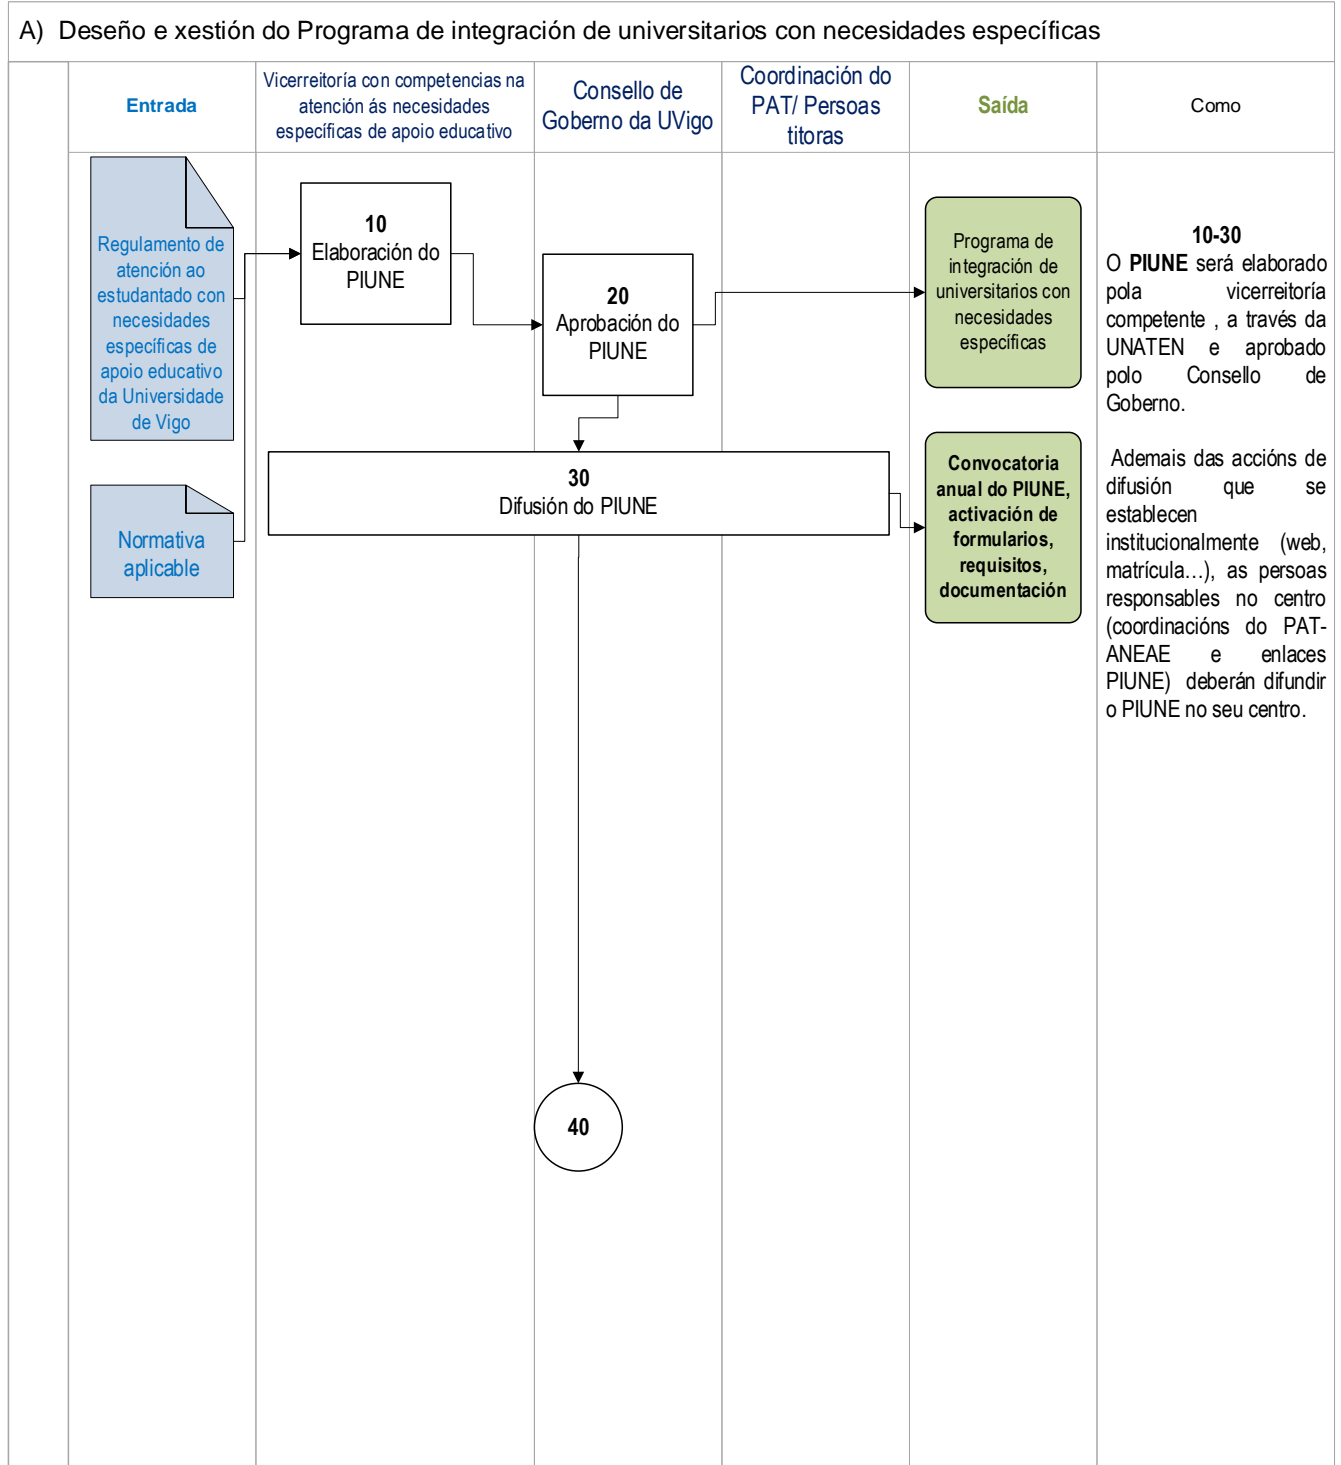 A) Deseño e xestión do Programa de integración de universitarios con necesidades específicas
Entrada
Vicerreitoría con competencias na
atención ás necesidades
específicas de apoio educativo
Consello de
Goberno da UVigo
Coordinación do
PAT/ Persoas
titoras
Saída
Como
Regulamento de
atención ao
estudantado con
necesidades
específicas de
apoio educativo
da Universidade
de Vigo
Normativa
aplicable
10
Elaboración do
PIUNE
20
Aprobación do
PIUNE
30
Difusión do PIUNE
40
Programa de
integración de
universitarios con
necesidades
específicas
Convocatoria
anual do PIUNE,
activación de
formularios,
requisitos,
documentación
10-30
O PIUNE será elaborado
pola vicerreitoría
competente , a través da
UNATEN e aprobado
polo Consello de
Goberno.
Ademais das accións de
difusión que se
establecen
institucionalmente (web,
matrícula...), as persoas
responsables no centro
(coordinacións do PAT-
ANEAE e enlaces
PIUNE) deberán difundir
o PIUNE no seu centro.